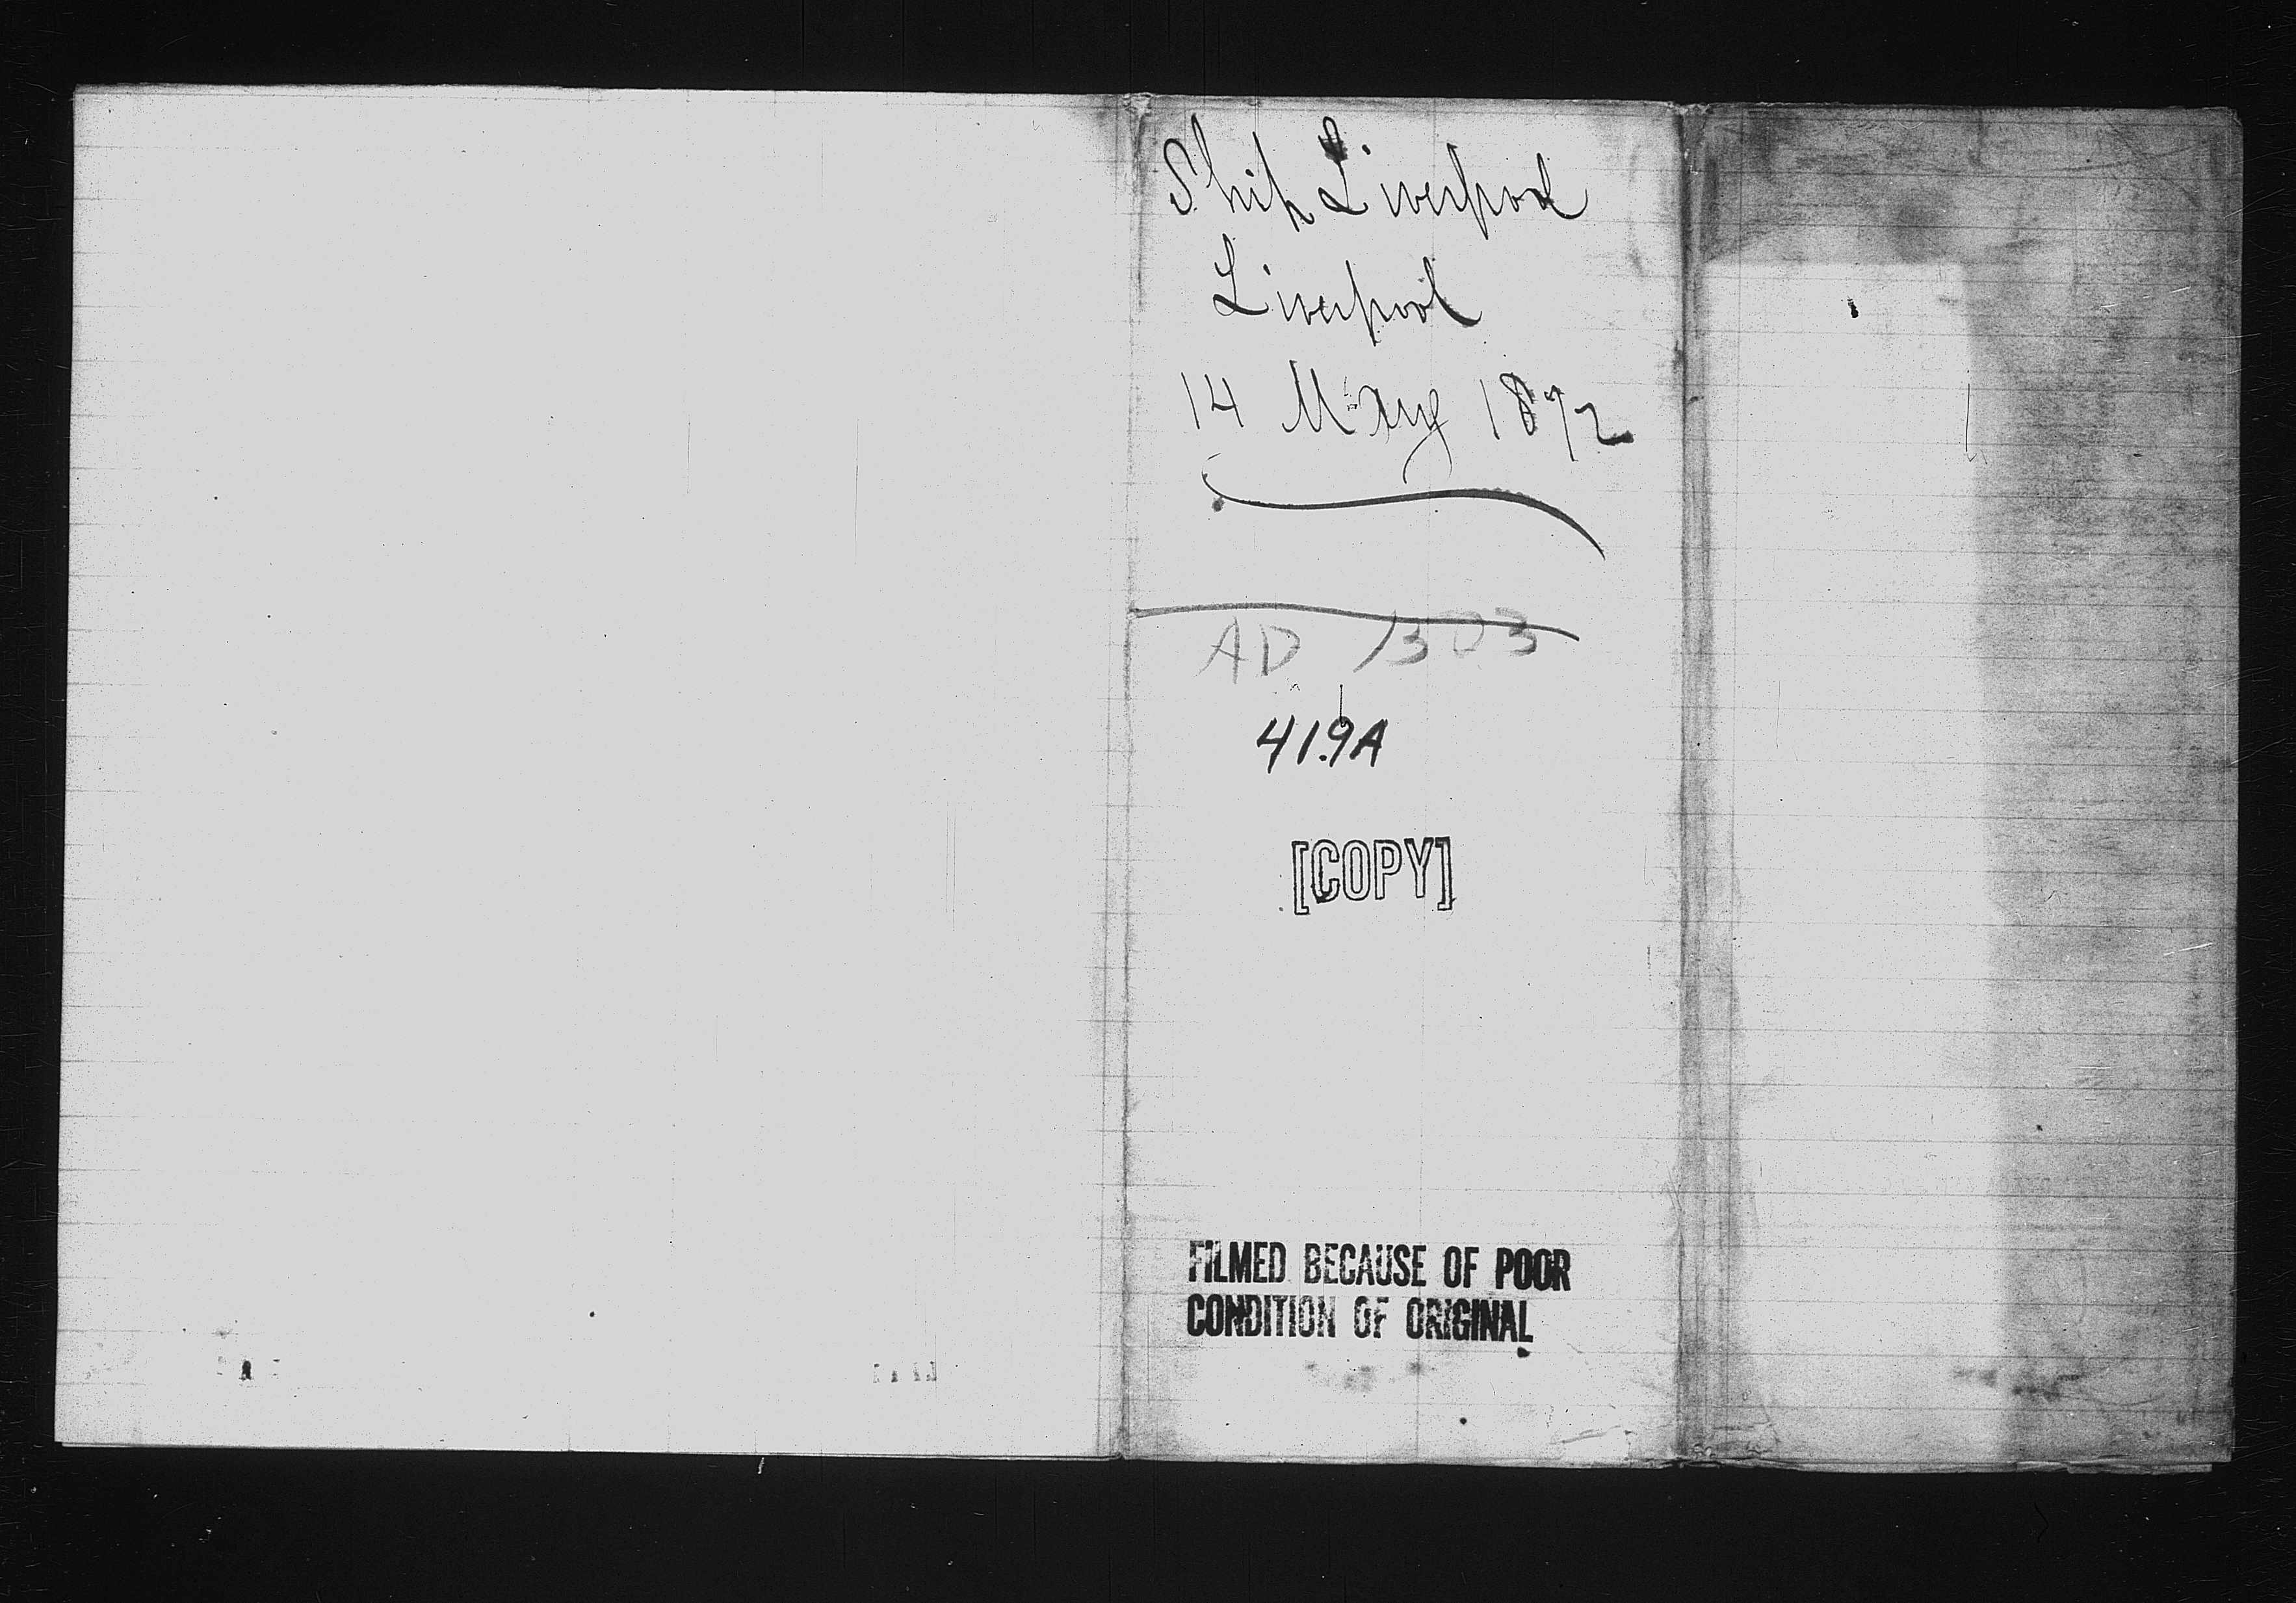 Ship Liverpool
Liverpool
14 May 1872
AD 1303
419A
[COPY]
FILMED BECAUSE OF POOR
CONDITION OF ORIGINAL